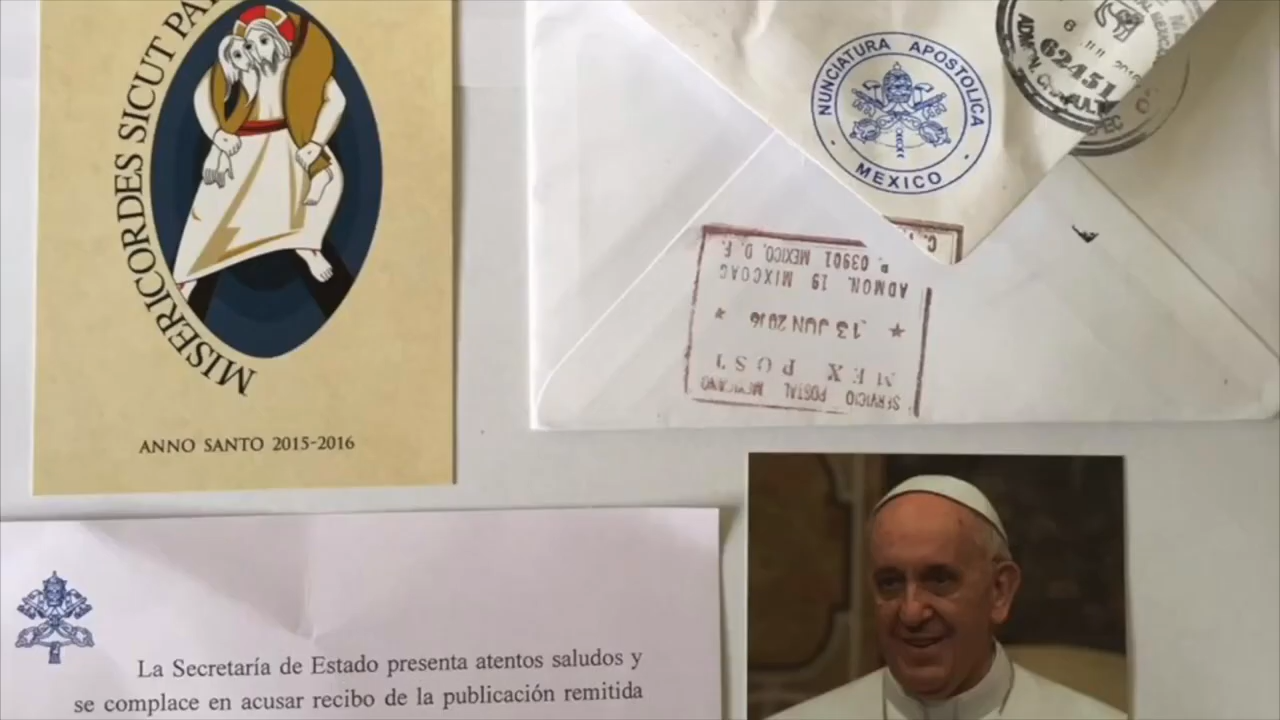 MISERICORDES SICUT PA
ANNO SANTO 2015-2016
NUNCIATURA APOSTOLICA
MEXICO
6
62451
SERVICIO POSTAL MEXICANO
MEX POST
★ 13 JUN 2016 ★
ADMON. 19 MIXCOAC
P. 03901 MEXICO, D. F.
La Secretaría de Estado presenta atentos saludos y
se complace en acusar recibo de la publicación remitida